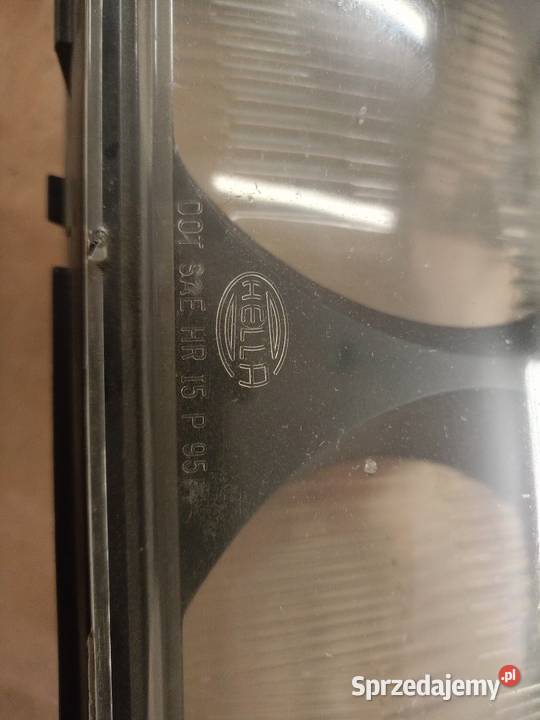 HELLA
DOT SAE HR 15 P 95
Sprzedajemy.pl